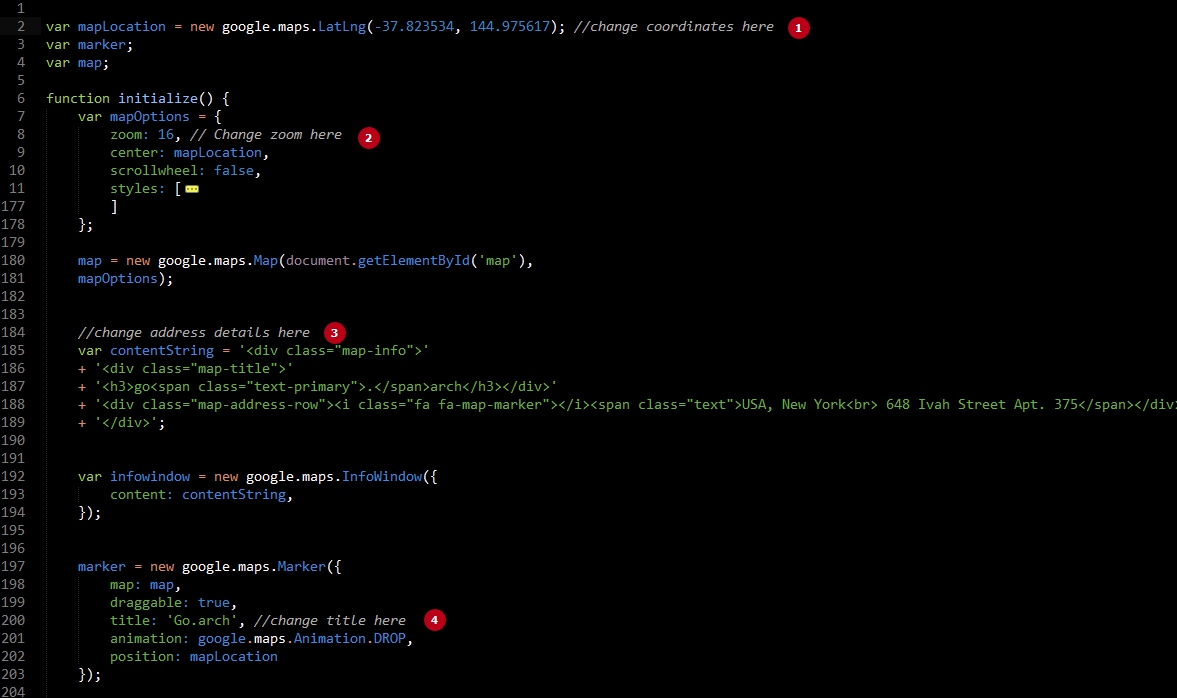 1
2 var mapLocation = new google.maps.LatLng(-37.823534, 144.975617); //change coordinates here 1
3 var marker;
4 var map;
5
6 function initialize() {
7 var mapOptions = {
8 zoom: 16, // Change zoom here 2
9 center: mapLocation,
10 scrollwheel: false,
11 styles: [
177 ]
178 };
179
180 map = new google.maps.Map(document.getElementById('map'),
181 mapOptions);
182
183
184 //change address details here 3
185 var contentString = '<div class="map-info">'
186 + '<div class="map-title">'
187 + '<h3>go<span class="text-primary">.</span>arch</h3></div>'
188 + '<div class="map-address-row"><i class="fa fa-map-marker"></i><span class="text">USA, New York<br> 648 Ivah Street Apt. 375</span></div>
189 + '</div>';
190
191
192 var infowindow = new google.maps.InfoWindow({
193 content: contentString,
194 });
195
196
197 marker = new google.maps.Marker({
198 map: map,
199 draggable: true,
200 title: 'Go.arch', //change title here 4
201 animation: google.maps.Animation.DROP,
202 position: mapLocation
203 });
204